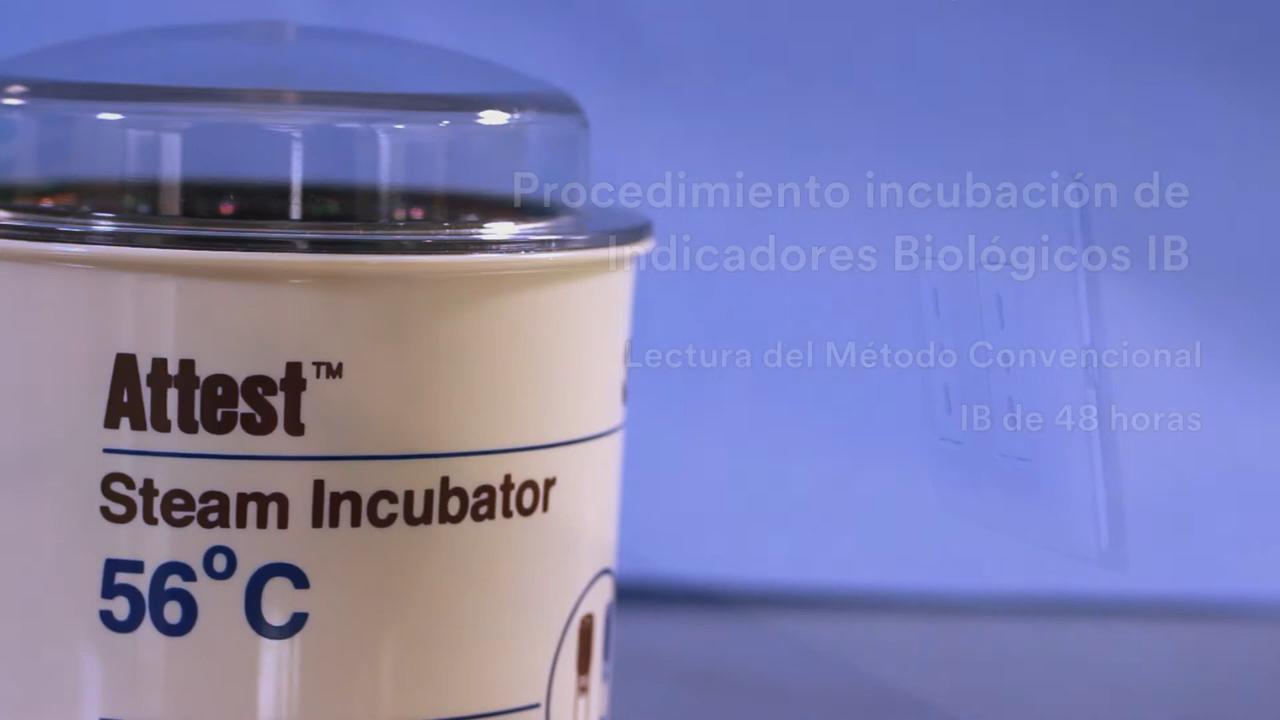 Procedimiento incubación de
Indicadores Biológicos IB
Lectura del Método Convencional
IB de 48 horas
Attest™
Steam Incubator
56°C